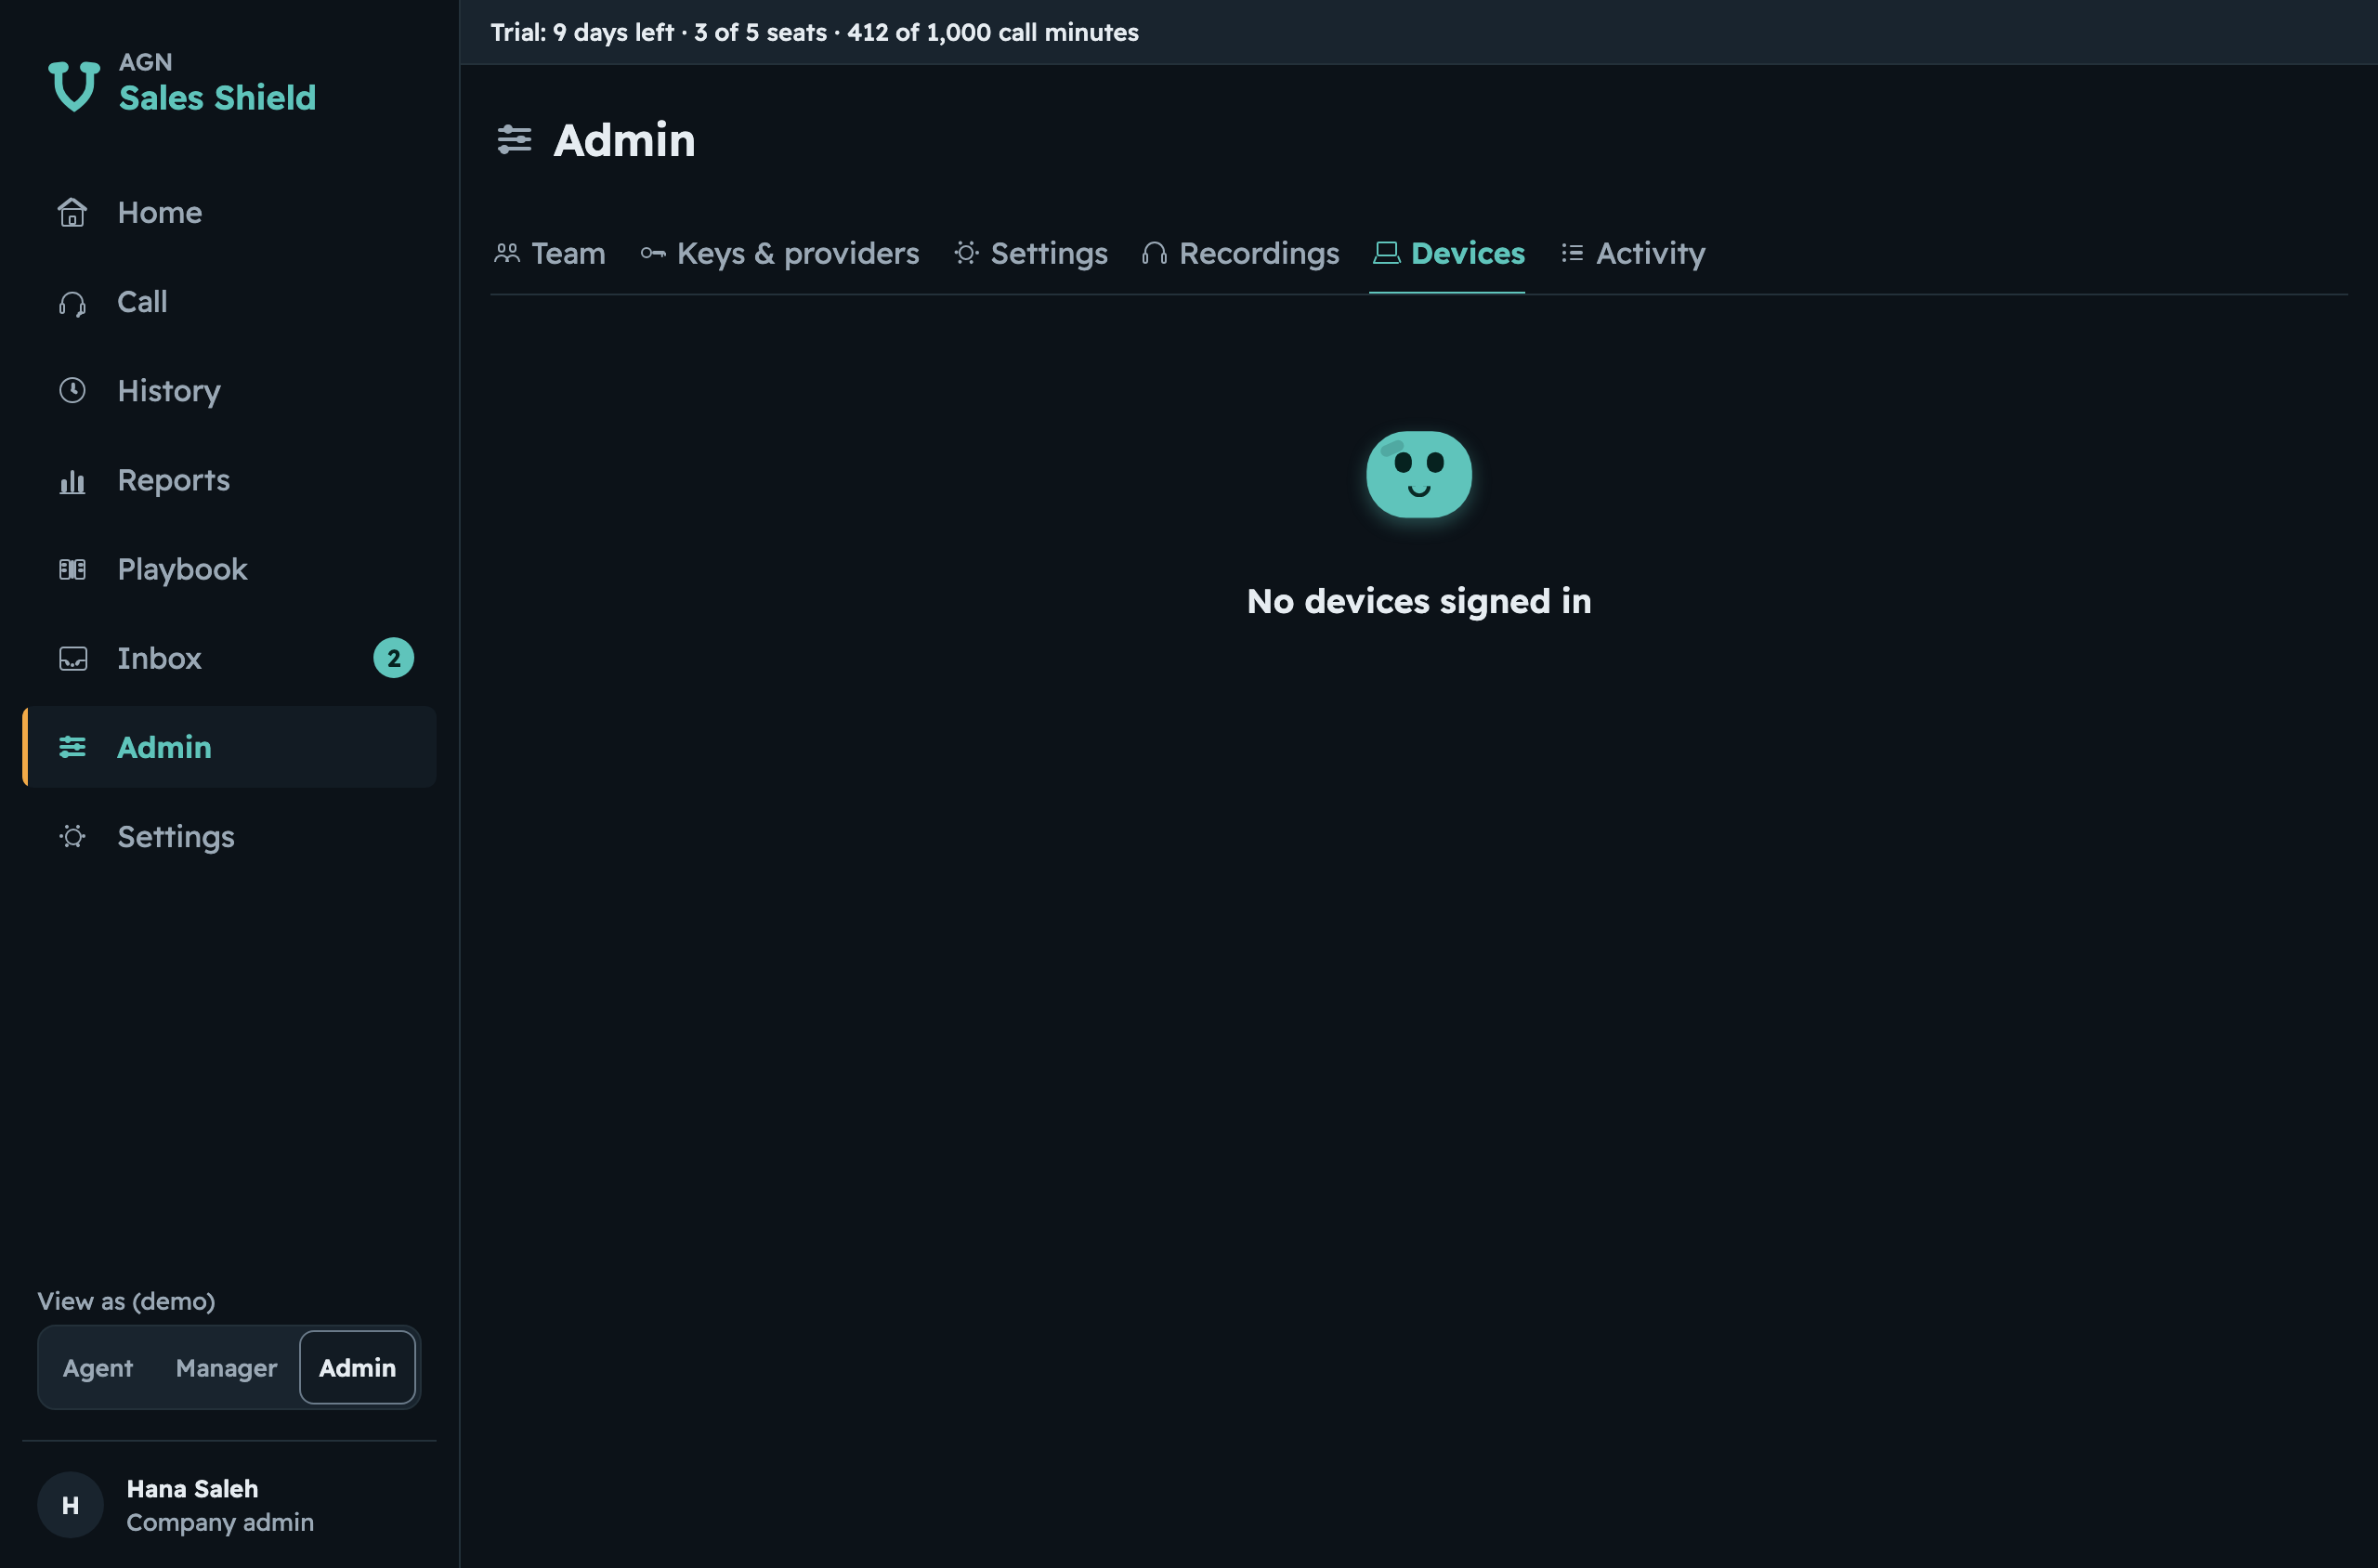 AGN
Sales Shield
Home
Call
History
Reports
Playbook
Inbox 2
Admin
Settings
View as (demo)
Agent Manager Admin
H
Hana Saleh
Company admin
Trial: 9 days left · 3 of 5 seats · 412 of 1,000 call minutes
Admin
Team Keys & providers Settings Recordings Devices Activity
No devices signed in